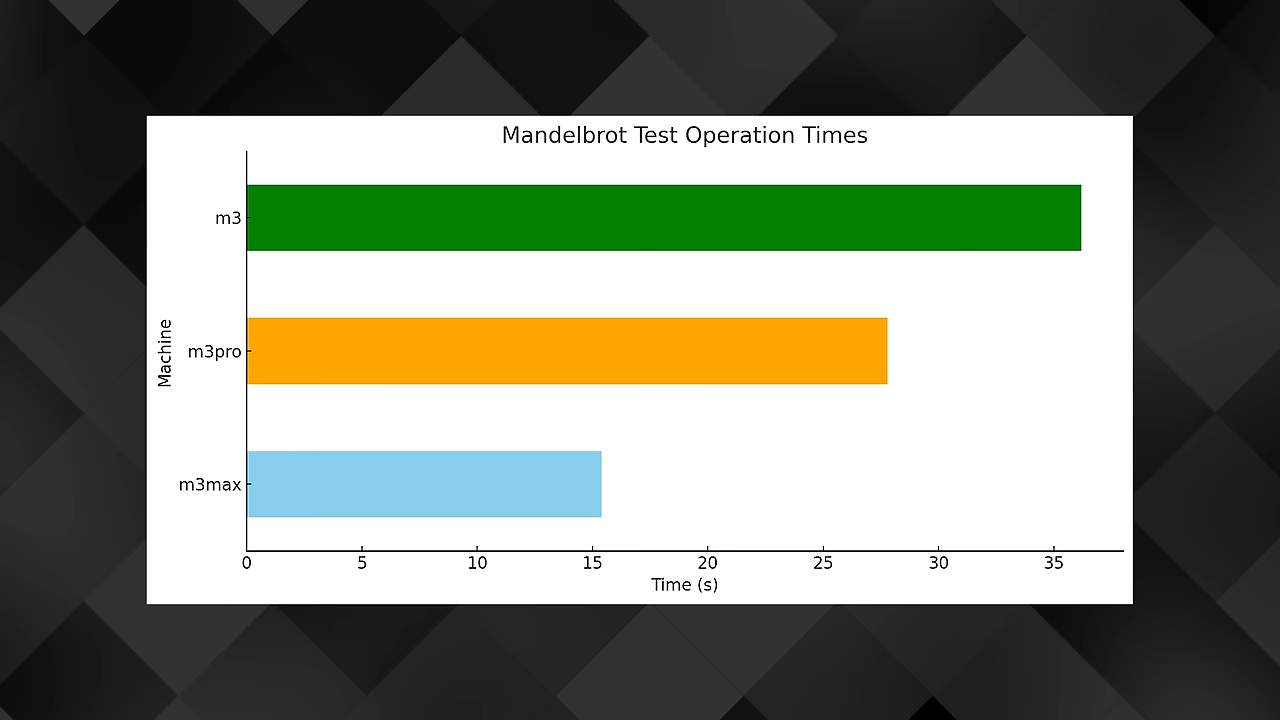 Mandelbrot Test Operation Times
m3
m3pro
m3max
Machine
0 5 10 15 20 25 30 35
Time (s)